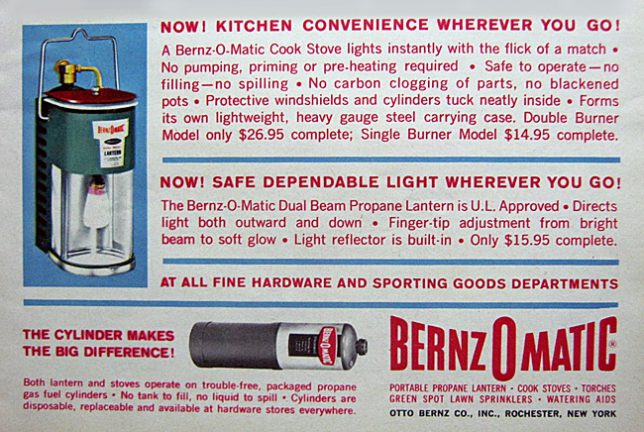 NOW! KITCHEN CONVENIENCE WHEREVER YOU GO!
A Bernz-O-Matic Cook Stove lights instantly with the flick of a match •
No pumping, priming or pre-heating required • Safe to operate—no
filling—no spilling • No carbon clogging of parts, no blackened
pots • Protective windshields and cylinders tuck neatly inside • Forms
its own lightweight, heavy gauge steel carrying case. Double Burner
Model only $26.95 complete; Single Burner Model $14.95 complete.
BERNZOMATIC
LANTERN
NOW! SAFE DEPENDABLE LIGHT WHEREVER YOU GO!
The Bernz-O-Matic Dual Beam Propane Lantern is U.L. Approved • Directs
light both outward and down • Finger-tip adjustment from bright
beam to soft glow • Light reflector is built-in • Only $15.95 complete.
AT ALL FINE HARDWARE AND SPORTING GOODS DEPARTMENTS
THE CYLINDER MAKES
THE BIG DIFFERENCE!
BERNZOMATIC
Both lantern and stoves operate on trouble-free, packaged propane
gas fuel cylinders • No tank to fill, no liquid to spill • Cylinders are
disposable, replaceable and available at hardware stores everywhere.
BERNZOMATIC®
PORTABLE PROPANE LANTERN • COOK STOVES • TORCHES
GREEN SPOT LAWN SPRINKLERS • WATERING AIDS
OTTO BERNZ CO., INC., ROCHESTER, NEW YORK